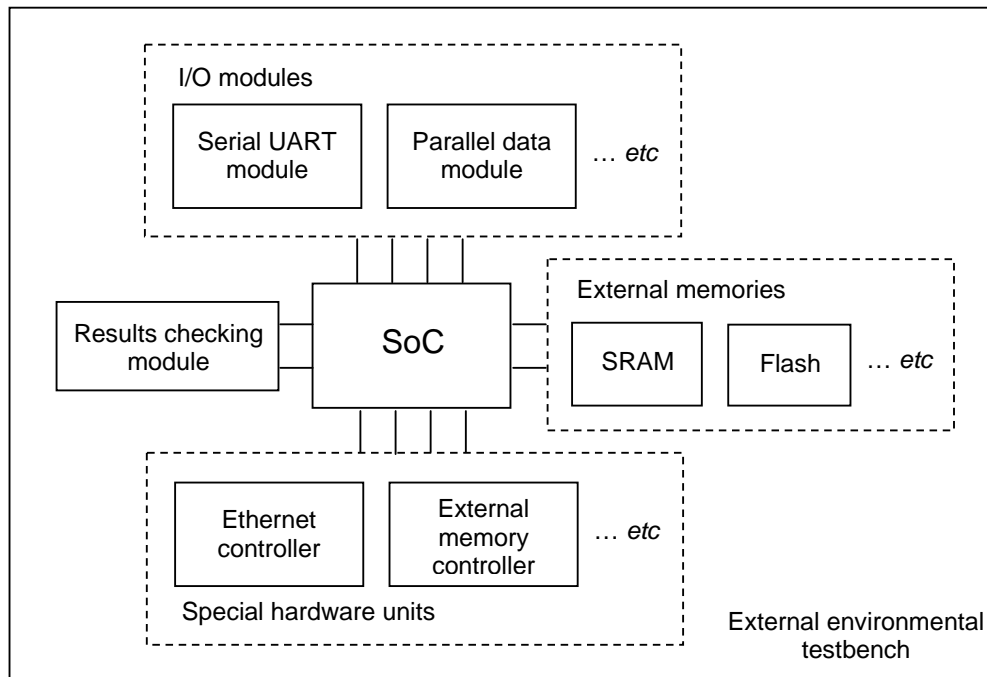 I/O modules
Serial UART
module
Parallel data
module
… etc
External memories
SRAM
Flash
… etc
Results checking
module
SoC
Ethernet
controller
External
memory
controller
… etc
Special hardware units
External environmental
testbench